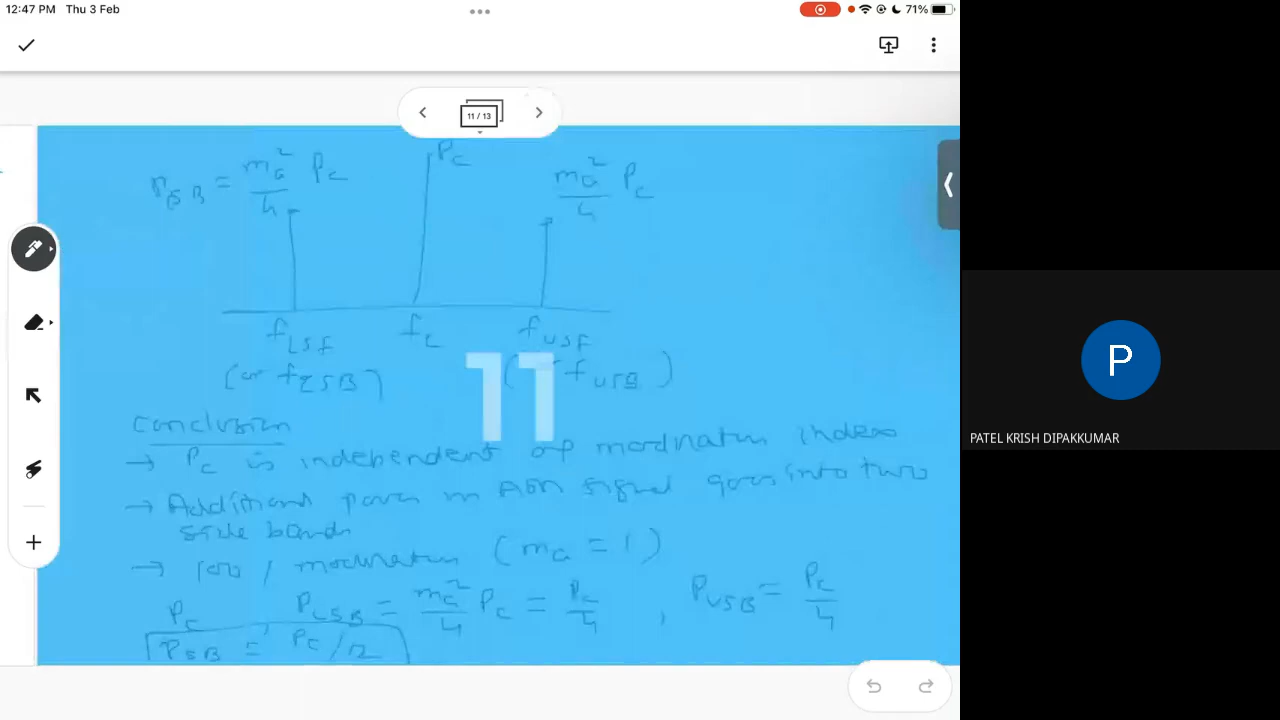 12:47 PM Thu 3 Feb 71%
11 / 13
PSB = ma²/4 Pc
Pc
ma²/4 Pc
fLSF fc fUSF
(or fLSB) ( fUSB )
11
Conclusion
→ Pc is independent of modulation index
→ Additional power in AM signal goes into two
side bands
→ 100 % modulation (ma = 1)
Pc , PLSB = ma²/4 Pc = Pc/4 , PUSB = Pc/4
PSB = Pc/2
P
PATEL KRISH DIPAKKUMAR